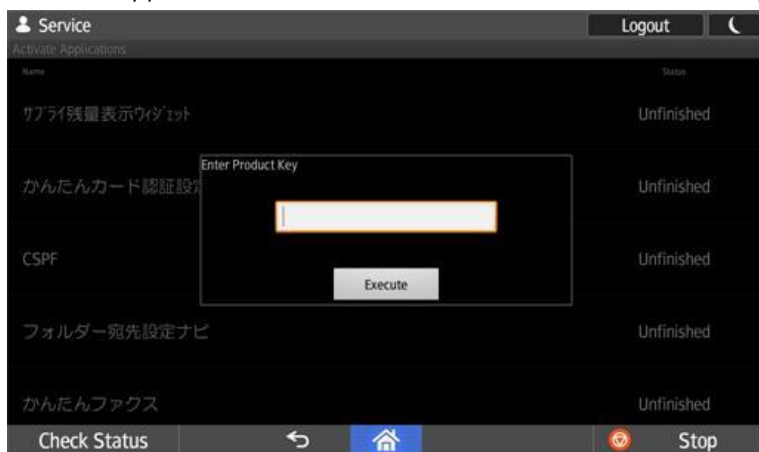 Service
Logout
Activate Applications
Name
Status
サプライ残量表示ウィジェット
Unfinished
Enter Product Key
かんたんカード認証設定
Unfinished
CSPF
Unfinished
Execute
フォルダー宛先設定ナビ
Unfinished
かんたんファクス
Unfinished
Check Status
Stop